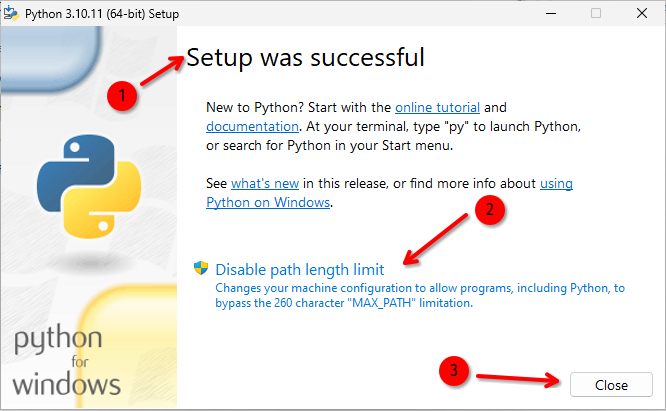 Python 3.10.11 (64-bit) Setup
1
Setup was successful
New to Python? Start with the online tutorial and
documentation. At your terminal, type "py" to launch Python,
or search for Python in your Start menu.
See what's new in this release, or find more info about using
Python on Windows.
2
Disable path length limit
Changes your machine configuration to allow programs, including Python, to
bypass the 260 character "MAX_PATH" limitation.
python
for
windows
3
Close